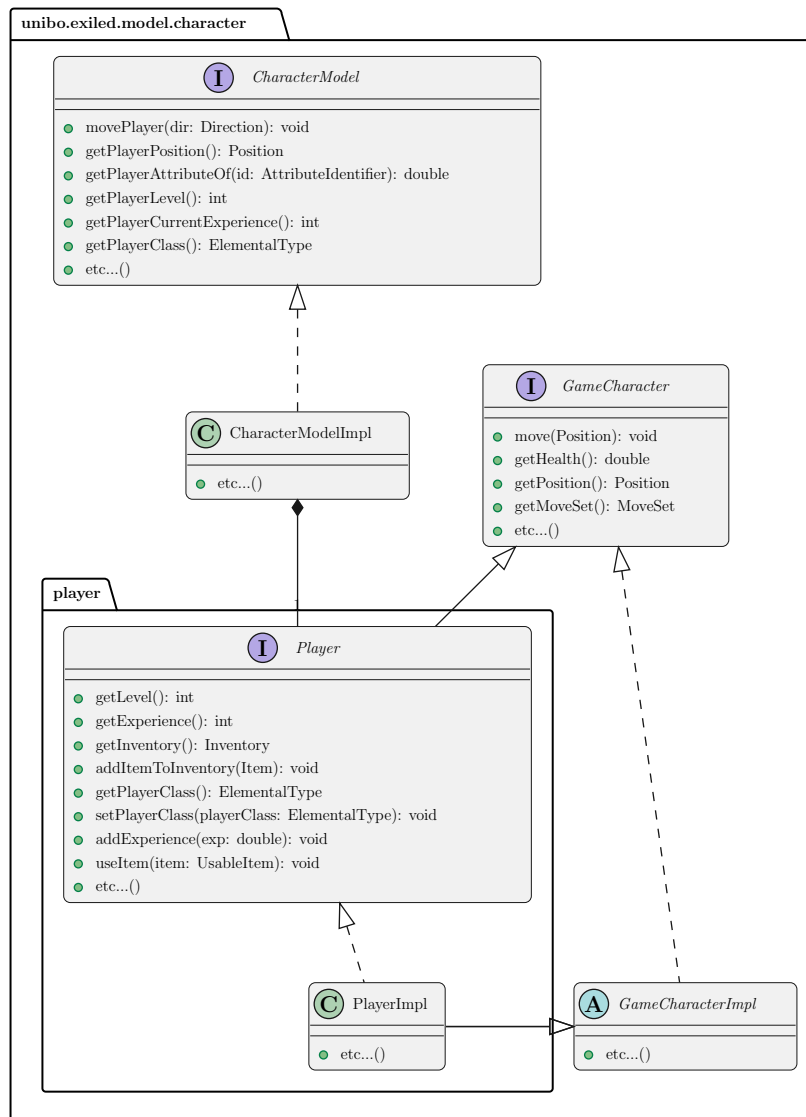 unibo.exiled.model.character
I CharacterModel
movePlayer(dir: Direction): void
getPlayerPosition(): Position
getPlayerAttributeOf(id: AttributeIdentifier): double
getPlayerLevel(): int
getPlayerCurrentExperience(): int
getPlayerClass(): ElementalType
etc...()
I GameCharacter
move(Position): void
getHealth(): double
getPosition(): Position
getMoveSet(): MoveSet
etc...()
C CharacterModelImpl
etc...()
player
1
I Player
getLevel(): int
getExperience(): int
getInventory(): Inventory
addItemToInventory(Item): void
getPlayerClass(): ElementalType
setPlayerClass(playerClass: ElementalType): void
addExperience(exp: double): void
useItem(item: UsableItem): void
etc...()
C PlayerImpl
etc...()
A GameCharacterImpl
etc...()